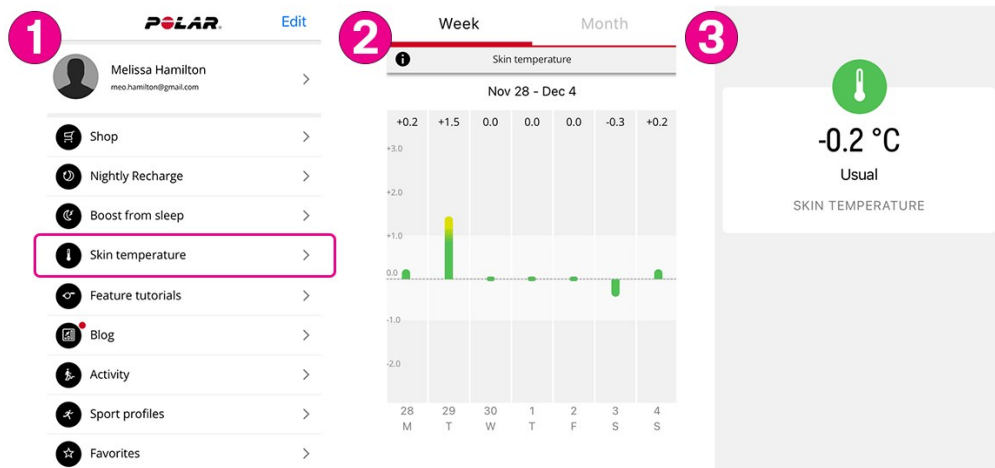 1
POLAR.
Edit
Melissa Hamilton
meo.hamilton@gmail.com
Shop
Nightly Recharge
Boost from sleep
Skin temperature
Feature tutorials
Blog
Activity
Sport profiles
Favorites
2
Week Month
Skin temperature
Nov 28 - Dec 4
+0.2 +1.5 0.0 0.0 0.0 -0.3 +0.2
+3.0
+2.0
+1.0
0.0
-1.0
-2.0
28 29 30 1 2 3 4
M T W T F S S
3
-0.2 °C
Usual
SKIN TEMPERATURE